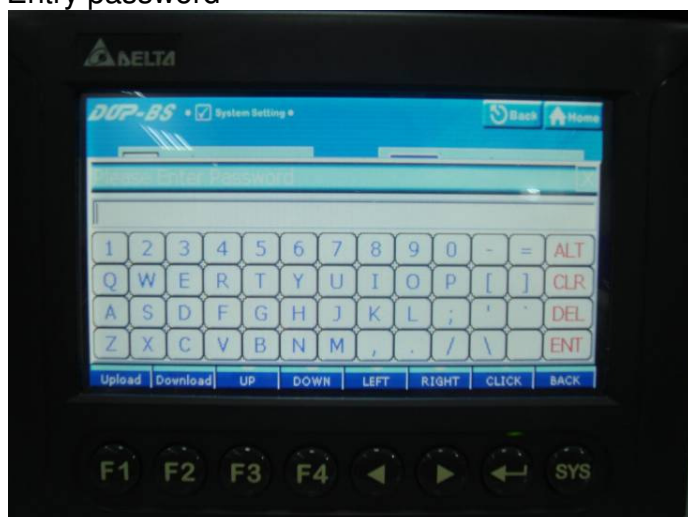 Entry password
DELTA
DOP-BS • System Setting • Back Home
Please Enter Password X
1 2 3 4 5 6 7 8 9 0 - = ALT
Q W E R T Y U I O P [ ] CLR
A S D F G H J K L ; ' ` DEL
Z X C V B N M , . / \ ENT
Upload Download UP DOWN LEFT RIGHT CLICK BACK
F1 F2 F3 F4 SYS